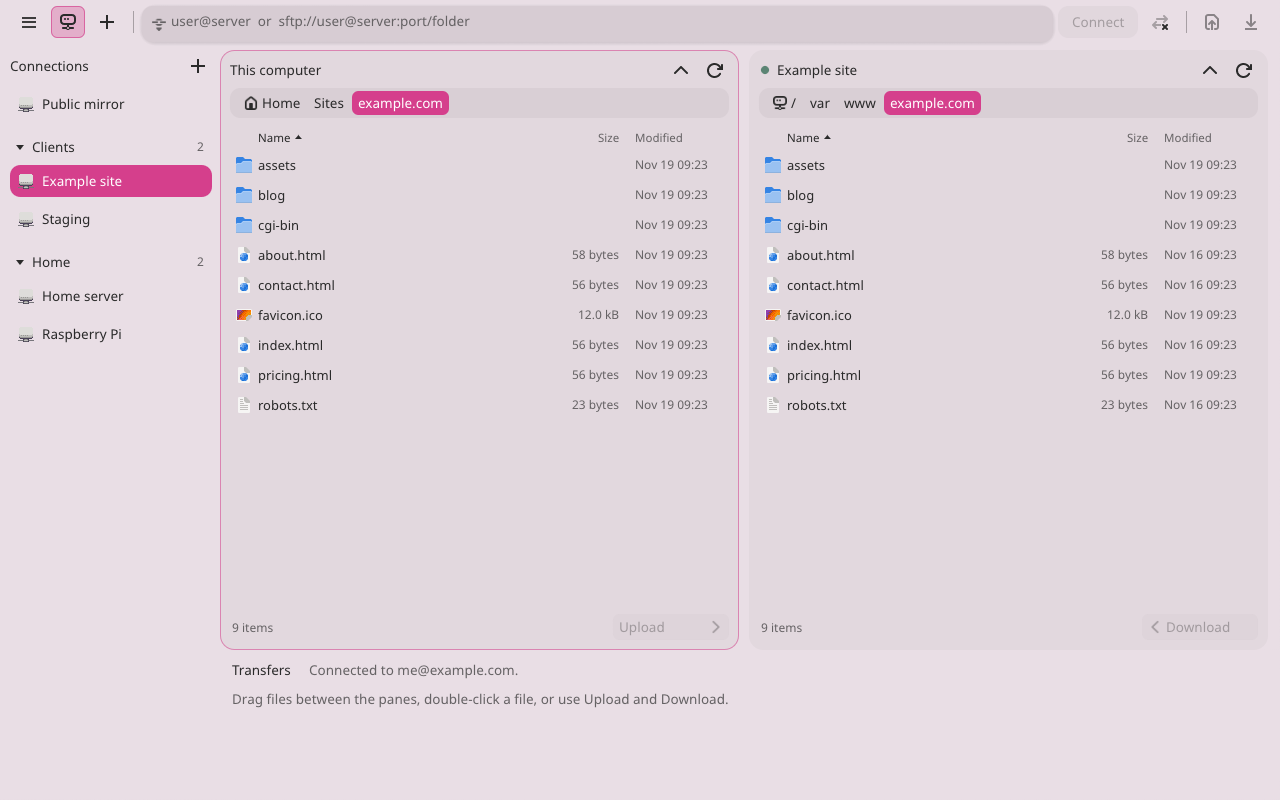 user@server or sftp://user@server:port/folder
Connect
Connections
Public mirror
Clients 2
Example site
Staging
Home 2
Home server
Raspberry Pi
This computer
Home Sites example.com
Name Size Modified
assets Nov 19 09:23
blog Nov 19 09:23
cgi-bin Nov 19 09:23
about.html 58 bytes Nov 19 09:23
contact.html 56 bytes Nov 19 09:23
favicon.ico 12.0 kB Nov 19 09:23
index.html 56 bytes Nov 19 09:23
pricing.html 56 bytes Nov 19 09:23
robots.txt 23 bytes Nov 19 09:23
9 items Upload
Example site
/ var www example.com
Name Size Modified
assets Nov 19 09:23
blog Nov 19 09:23
cgi-bin Nov 19 09:23
about.html 58 bytes Nov 16 09:23
contact.html 56 bytes Nov 16 09:23
favicon.ico 12.0 kB Nov 19 09:23
index.html 56 bytes Nov 16 09:23
pricing.html 56 bytes Nov 19 09:23
robots.txt 23 bytes Nov 16 09:23
9 items Download
Transfers Connected to me@example.com.
Drag files between the panes, double-click a file, or use Upload and Download.